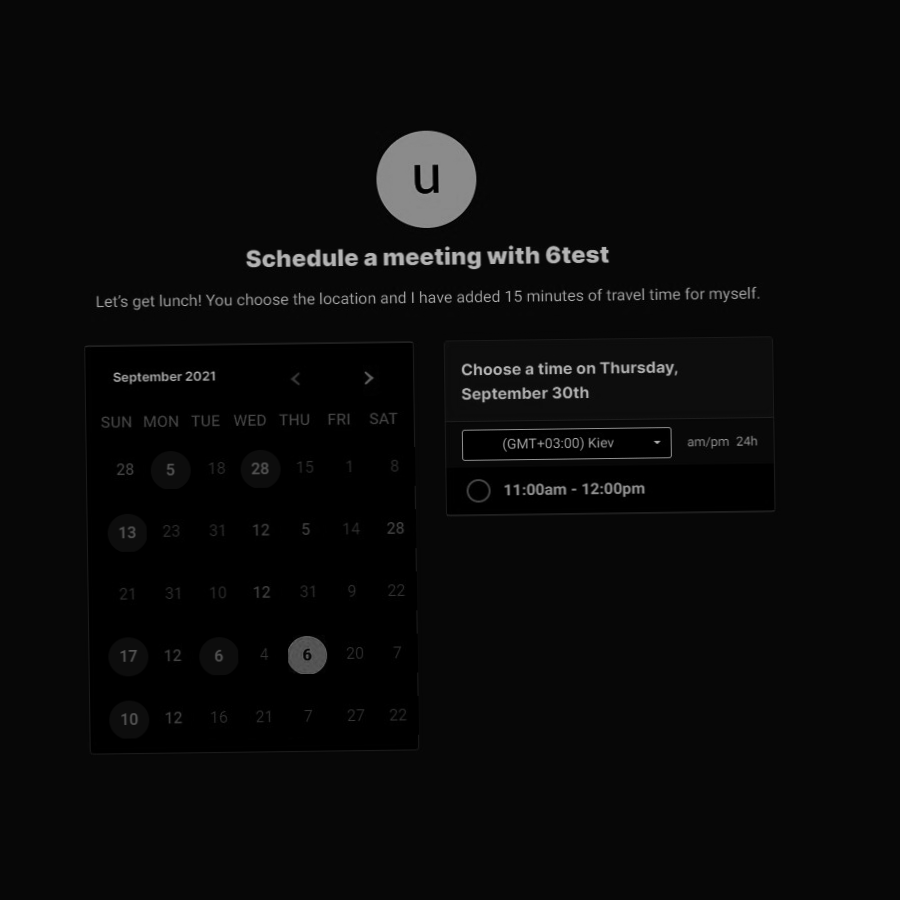 u
Schedule a meeting with 6test
Let's get lunch! You choose the location and I have added 15 minutes of travel time for myself.
September 2021
SUN MON TUE WED THU FRI SAT
28 5 18 28 15 1 8
13 23 31 12 5 14 28
21 31 10 12 31 9 22
17 12 6 4 6 20 7
10 12 16 21 7 27 22
Choose a time on Thursday,
September 30th
(GMT+03:00) Kiev am/pm 24h
11:00am - 12:00pm